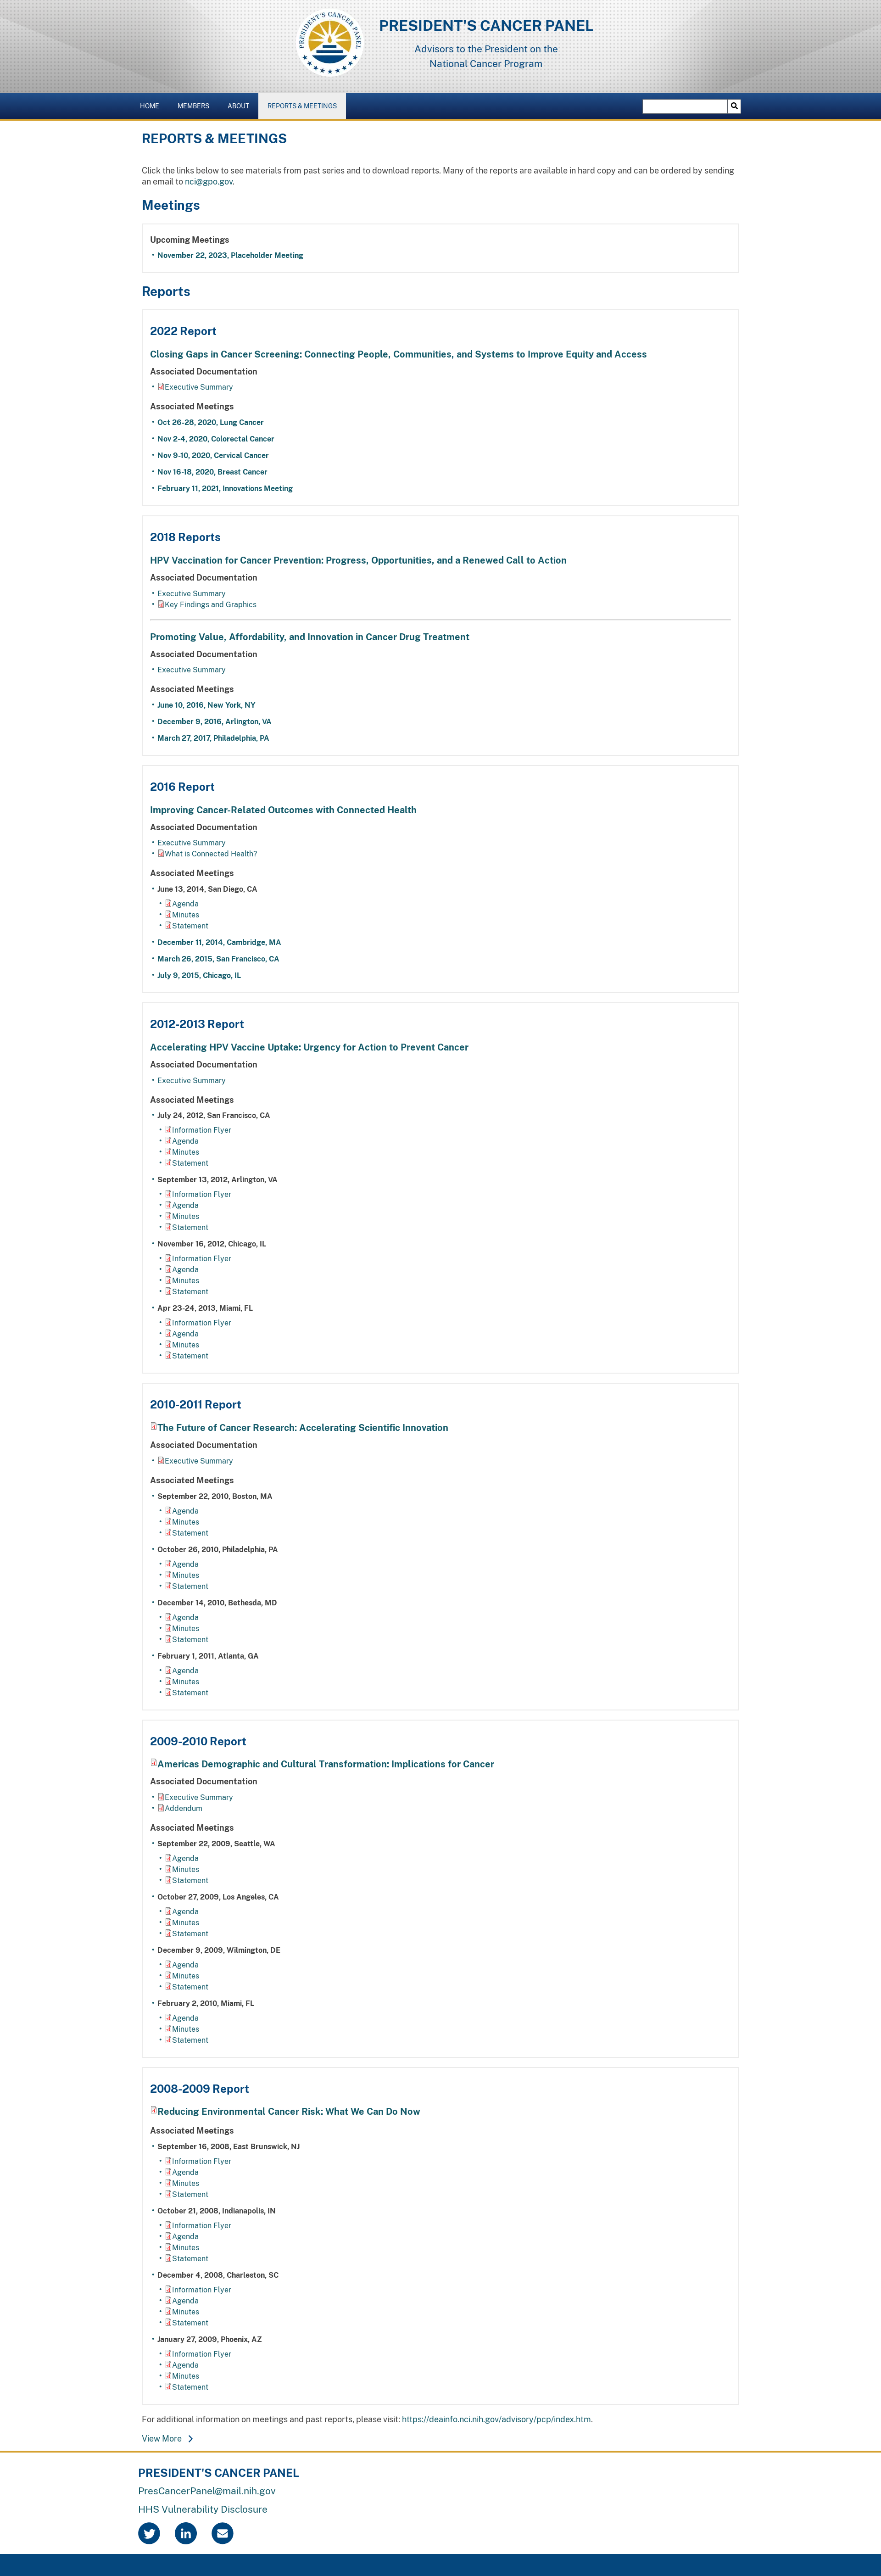 PRESIDENT'S CANCER PANEL
PRESIDENT'S CANCER PANEL
Advisors to the President on the
National Cancer Program
HOME MEMBERS ABOUT REPORTS & MEETINGS
REPORTS & MEETINGS
Click the links below to see materials from past series and to download reports. Many of the reports are available in hard copy and can be ordered by sending
an email to nci@gpo.gov.
Meetings
Upcoming Meetings
November 22, 2023, Placeholder Meeting
Reports
2022 Report
Closing Gaps in Cancer Screening: Connecting People, Communities, and Systems to Improve Equity and Access
Associated Documentation
Executive Summary
Associated Meetings
Oct 26-28, 2020, Lung Cancer
Nov 2-4, 2020, Colorectal Cancer
Nov 9-10, 2020, Cervical Cancer
Nov 16-18, 2020, Breast Cancer
February 11, 2021, Innovations Meeting
2018 Reports
HPV Vaccination for Cancer Prevention: Progress, Opportunities, and a Renewed Call to Action
Associated Documentation
Executive Summary
Key Findings and Graphics
Promoting Value, Affordability, and Innovation in Cancer Drug Treatment
Associated Documentation
Executive Summary
Associated Meetings
June 10, 2016, New York, NY
December 9, 2016, Arlington, VA
March 27, 2017, Philadelphia, PA
2016 Report
Improving Cancer-Related Outcomes with Connected Health
Associated Documentation
Executive Summary
What is Connected Health?
Associated Meetings
June 13, 2014, San Diego, CA
Agenda
Minutes
Statement
December 11, 2014, Cambridge, MA
March 26, 2015, San Francisco, CA
July 9, 2015, Chicago, IL
2012-2013 Report
Accelerating HPV Vaccine Uptake: Urgency for Action to Prevent Cancer
Associated Documentation
Executive Summary
Associated Meetings
July 24, 2012, San Francisco, CA
Information Flyer
Agenda
Minutes
Statement
September 13, 2012, Arlington, VA
Information Flyer
Agenda
Minutes
Statement
November 16, 2012, Chicago, IL
Information Flyer
Agenda
Minutes
Statement
Apr 23-24, 2013, Miami, FL
Information Flyer
Agenda
Minutes
Statement
2010-2011 Report
The Future of Cancer Research: Accelerating Scientific Innovation
Associated Documentation
Executive Summary
Associated Meetings
September 22, 2010, Boston, MA
Agenda
Minutes
Statement
October 26, 2010, Philadelphia, PA
Agenda
Minutes
Statement
December 14, 2010, Bethesda, MD
Agenda
Minutes
Statement
February 1, 2011, Atlanta, GA
Agenda
Minutes
Statement
2009-2010 Report
Americas Demographic and Cultural Transformation: Implications for Cancer
Associated Documentation
Executive Summary
Addendum
Associated Meetings
September 22, 2009, Seattle, WA
Agenda
Minutes
Statement
October 27, 2009, Los Angeles, CA
Agenda
Minutes
Statement
December 9, 2009, Wilmington, DE
Agenda
Minutes
Statement
February 2, 2010, Miami, FL
Agenda
Minutes
Statement
2008-2009 Report
Reducing Environmental Cancer Risk: What We Can Do Now
Associated Meetings
September 16, 2008, East Brunswick, NJ
Information Flyer
Agenda
Minutes
Statement
October 21, 2008, Indianapolis, IN
Information Flyer
Agenda
Minutes
Statement
December 4, 2008, Charleston, SC
Information Flyer
Agenda
Minutes
Statement
January 27, 2009, Phoenix, AZ
Information Flyer
Agenda
Minutes
Statement
For additional information on meetings and past reports, please visit: https://deainfo.nci.nih.gov/advisory/pcp/index.htm.
View More
PRESIDENT'S CANCER PANEL
PresCancerPanel@mail.nih.gov
HHS Vulnerability Disclosure